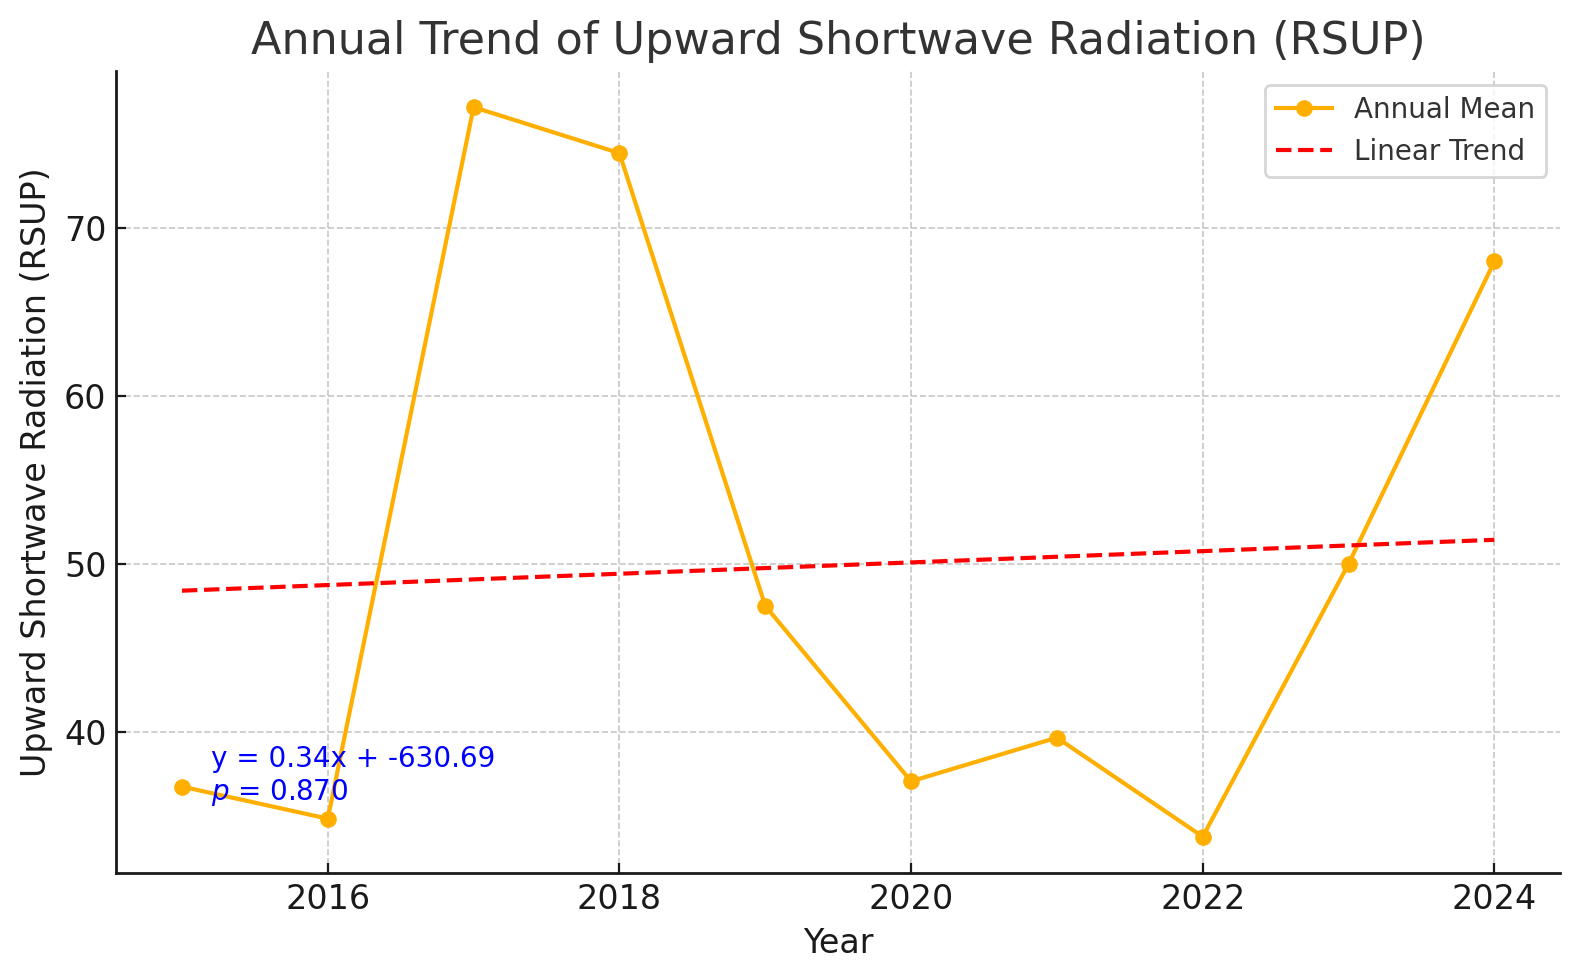 Annual Trend of Upward Shortwave Radiation (RSUP)
Annual Mean
Linear Trend
Upward Shortwave Radiation (RSUP)
70
60
50
40
y = 0.34x + -630.69
p = 0.870
2016
2018
2020
2022
2024
Year